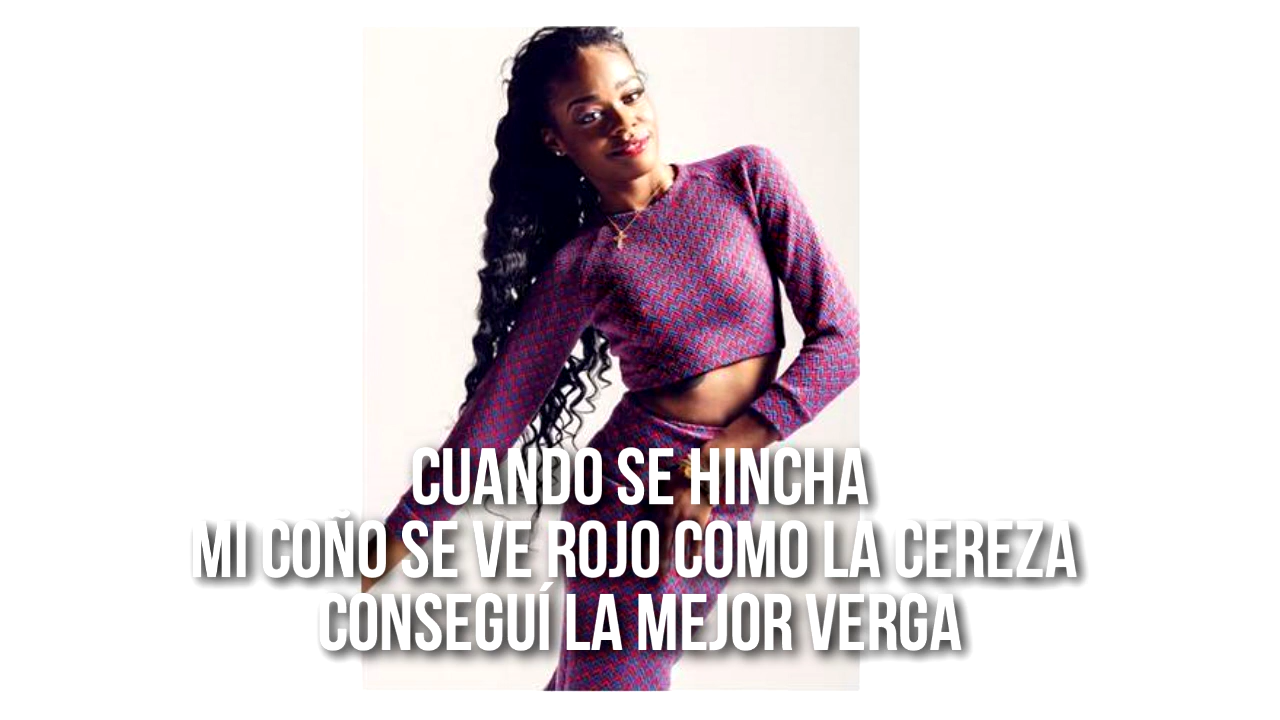 CUANDO SE HINCHA
MI COÑO SE VE ROJO COMO LA CEREZA
CONSEGUÍ LA MEJOR VERGA